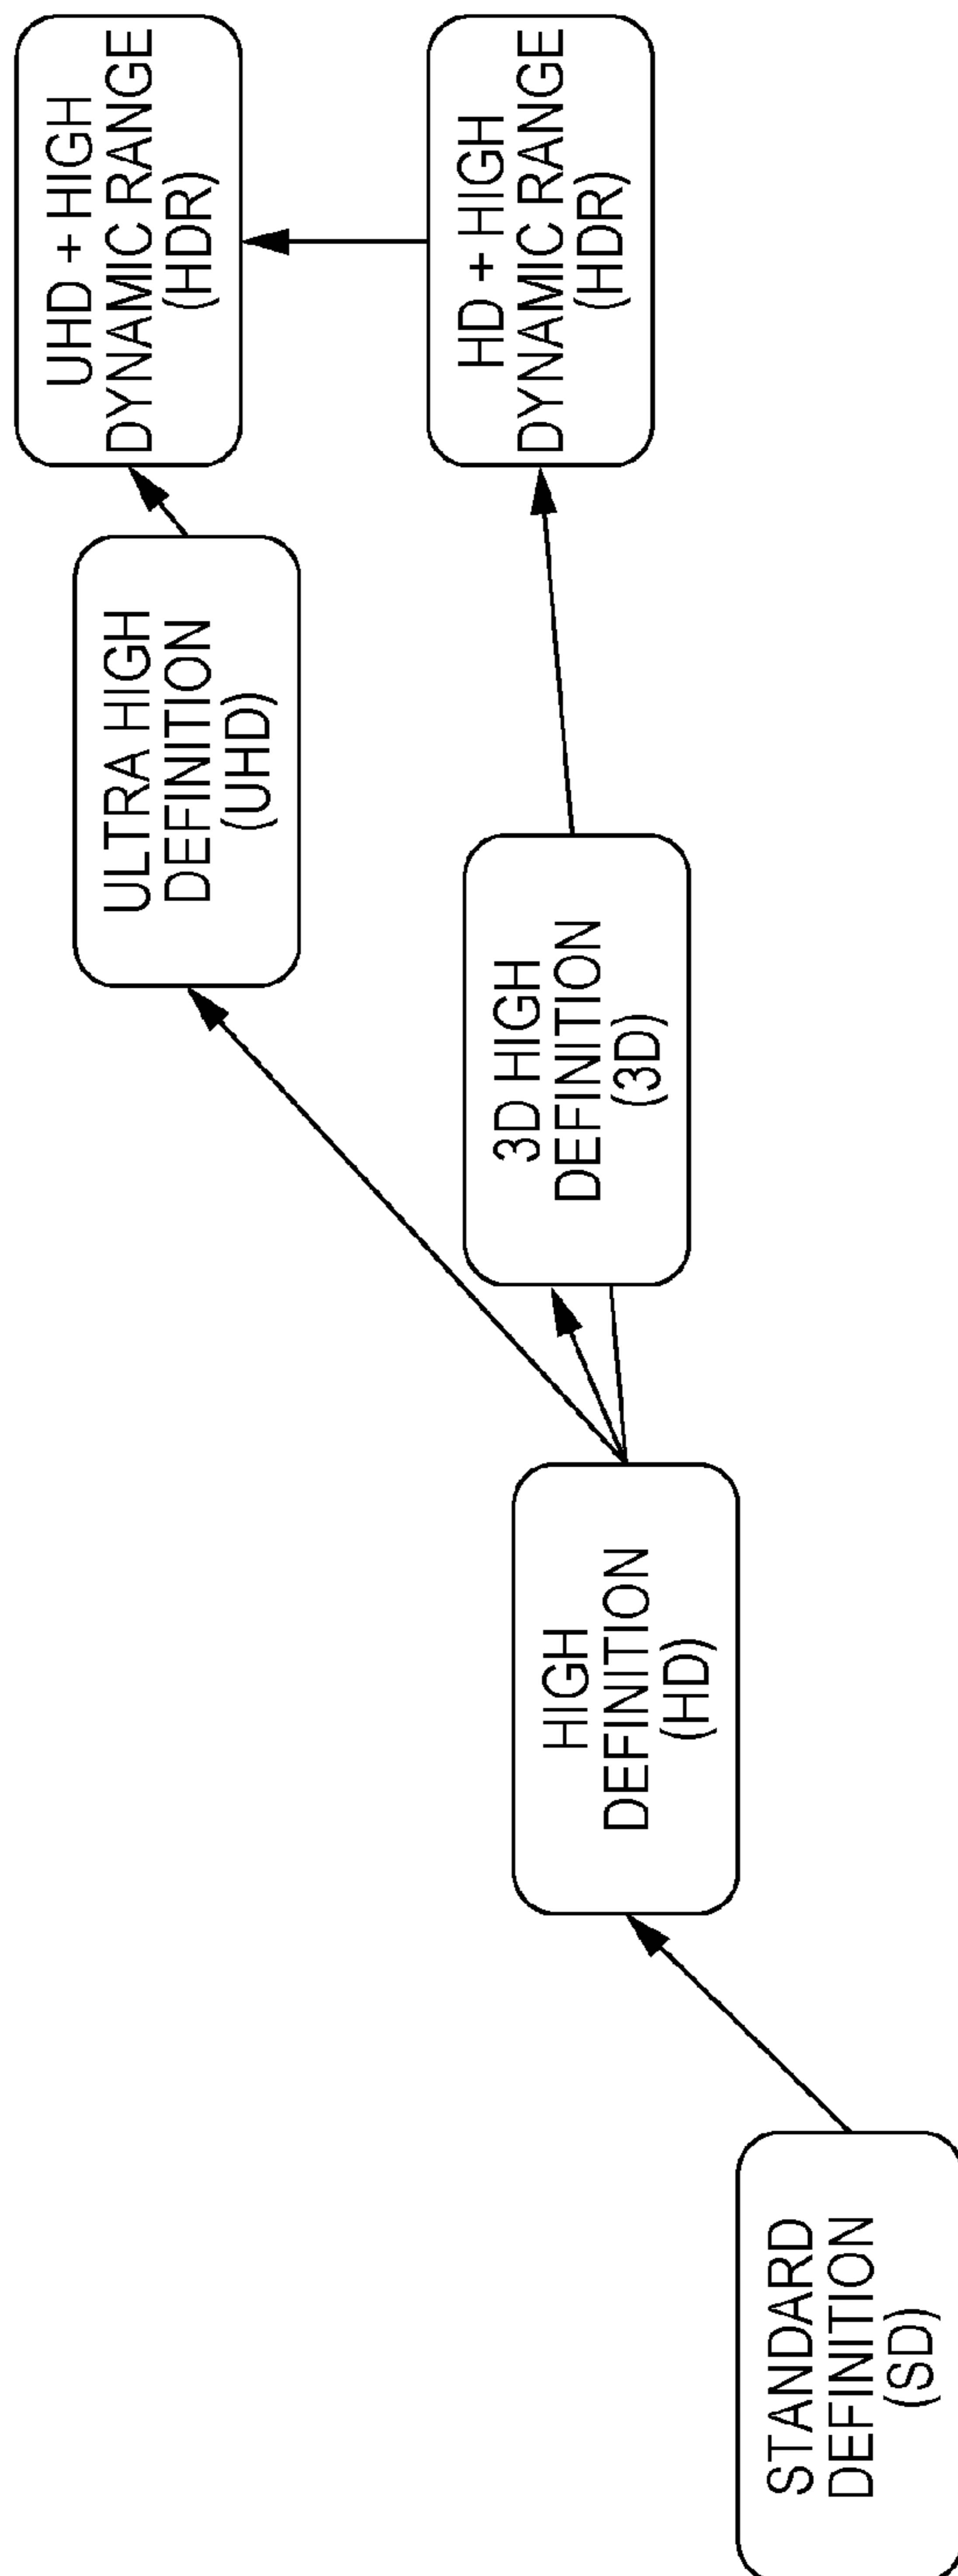 STANDARD
DEFINITION
(SD)
HIGH
DEFINITION
(HD)
3D HIGH
DEFINITION
(3D)
ULTRA HIGH
DEFINITION
(UHD)
UHD + HIGH
DYNAMIC RANGE
(HDR)
HD + HIGH
DYNAMIC RANGE
(HDR)